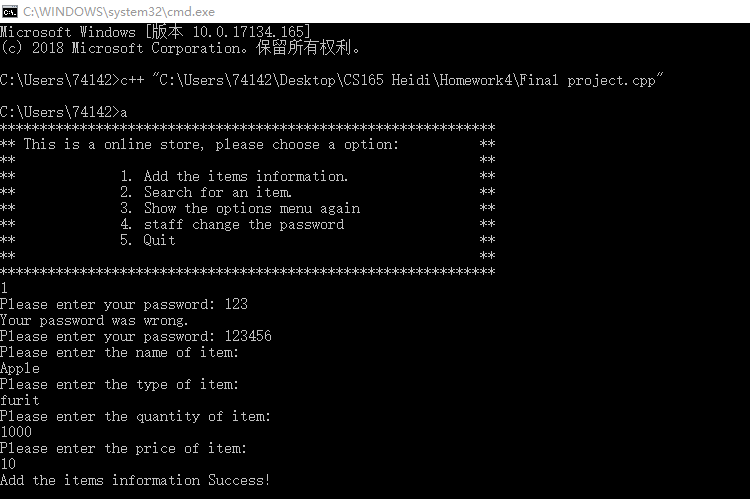 C:\WINDOWS\system32\cmd.exe
Microsoft Windows [版本 10.0.17134.165]
(c) 2018 Microsoft Corporation。保留所有权利。
C:\Users\74142>c++ "C:\Users\74142\Desktop\CS165 Heidi\Homework4\Final project.cpp"
C:\Users\74142>a
**************************************************************
** This is a online store, please choose a option:          **
**                                                          **
**             1. Add the items information.                **
**             2. Search for an item.                       **
**             3. Show the options menu again               **
**             4. staff change the password                 **
**             5. Quit                                      **
**                                                          **
**************************************************************
1
Please enter your password: 123
Your password was wrong.
Please enter your password: 123456
Please enter the name of item:
Apple
Please enter the type of item:
furit
Please enter the quantity of item:
1000
Please enter the price of item:
10
Add the items information Success!